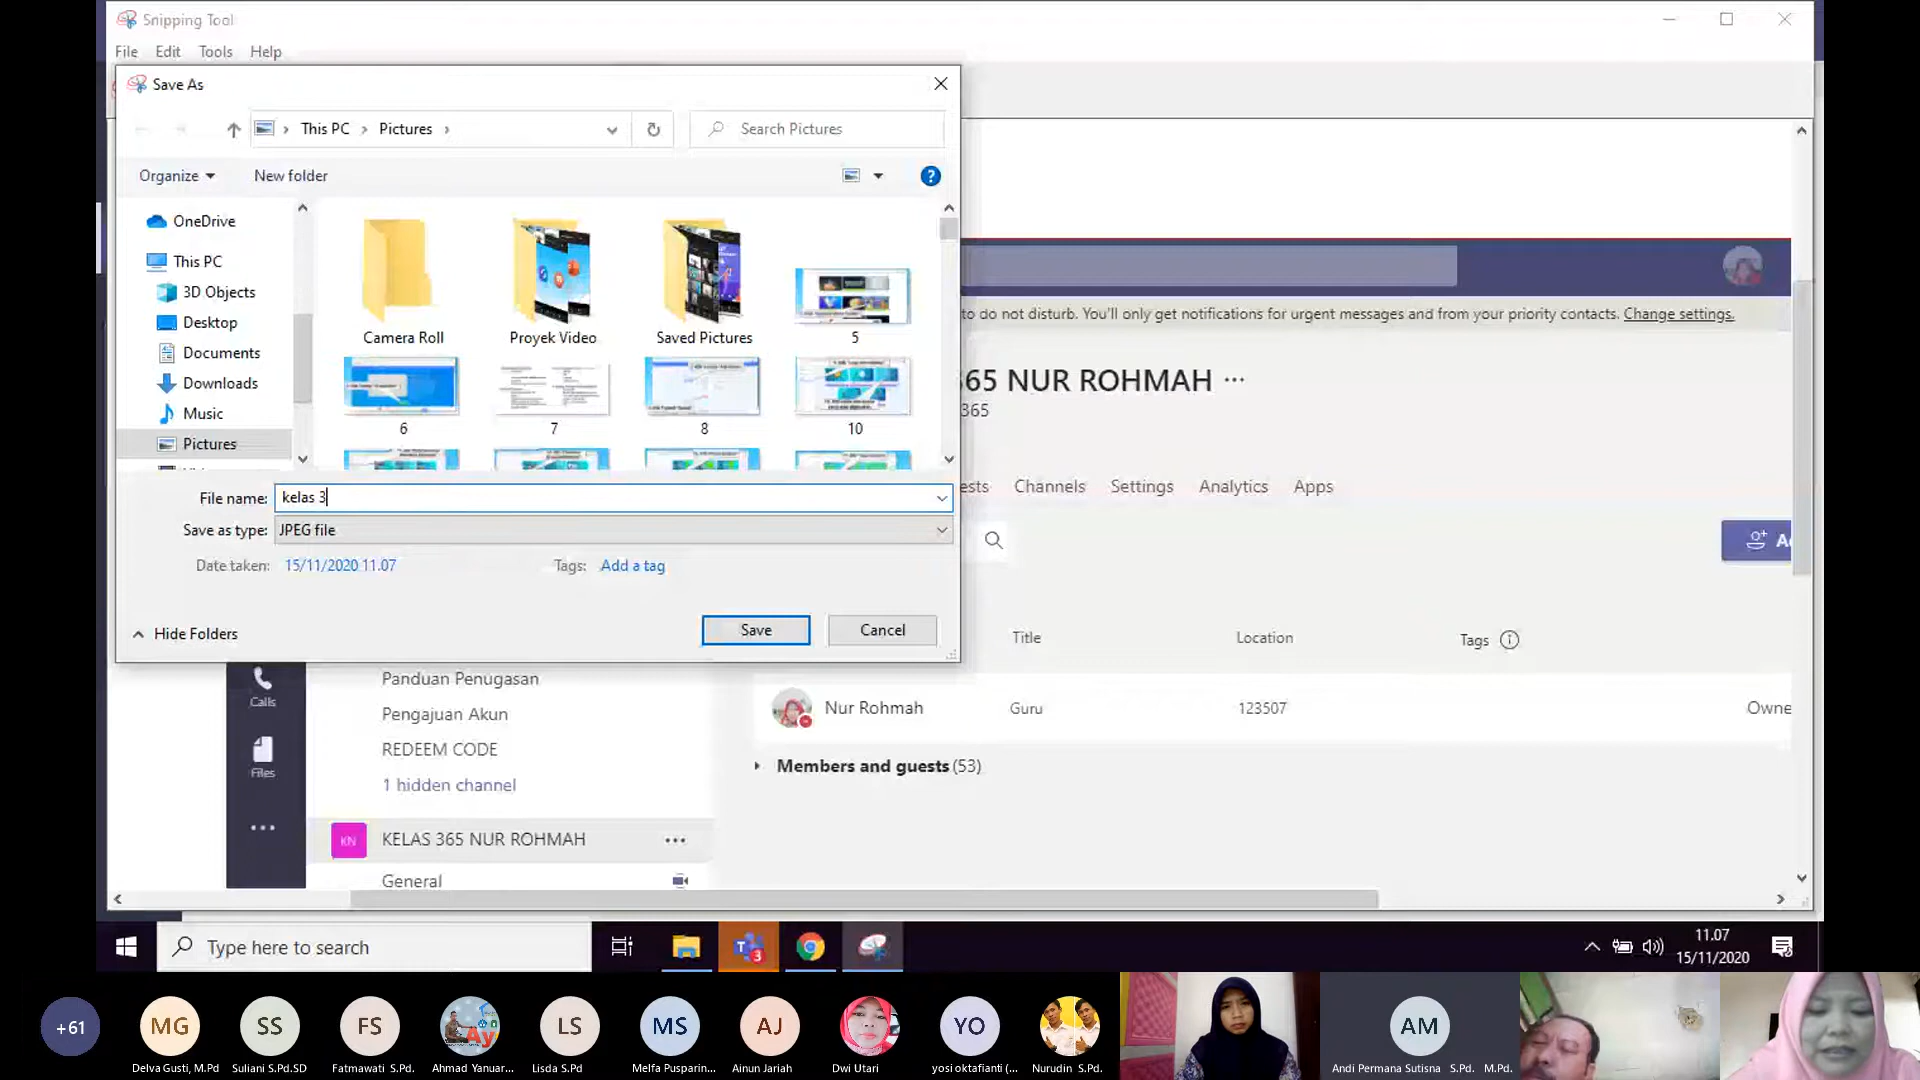 Snipping Tool
File Edit Tools Help
Save As
This PC Pictures
Search Pictures
Organize
New folder
OneDrive
This PC
3D Objects
Desktop
Documents
Downloads
Music
Pictures
Camera Roll
Proyek Video
Saved Pictures
5
6
7
8
10
File name: kelas 3
Save as type: JPEG file
Date taken: 15/11/2020 11.07
Tags: Add a tag
Hide Folders
Save
Cancel
to do not disturb. You'll only get notifications for urgent messages and from your priority contacts. Change settings.
365 NUR ROHMAH ...
365
ests Channels Settings Analytics Apps
Title Location Tags
Nur Rohmah Guru 123507 Owne
Members and guests (53)
Calls
Files
Panduan Penugasan
Pengajuan Akun
REDEEM CODE
1 hidden channel
KN KELAS 365 NUR ROHMAH ...
General
Type here to search
3
11.07
15/11/2020
+61
MG
Delva Gusti, M.Pd
SS
Suliani S.Pd.SD
FS
Fatmawati S.Pd.
Ay
Ahmad Yanuar...
LS
Lisda S.Pd
MS
Melfa Pusparin...
AJ
Ainun Jariah
Dwi Utari
YO
yosi oktafianti (...
Nurudin S.Pd.
AM
Andi Permana Sutisna S.Pd. M.Pd.